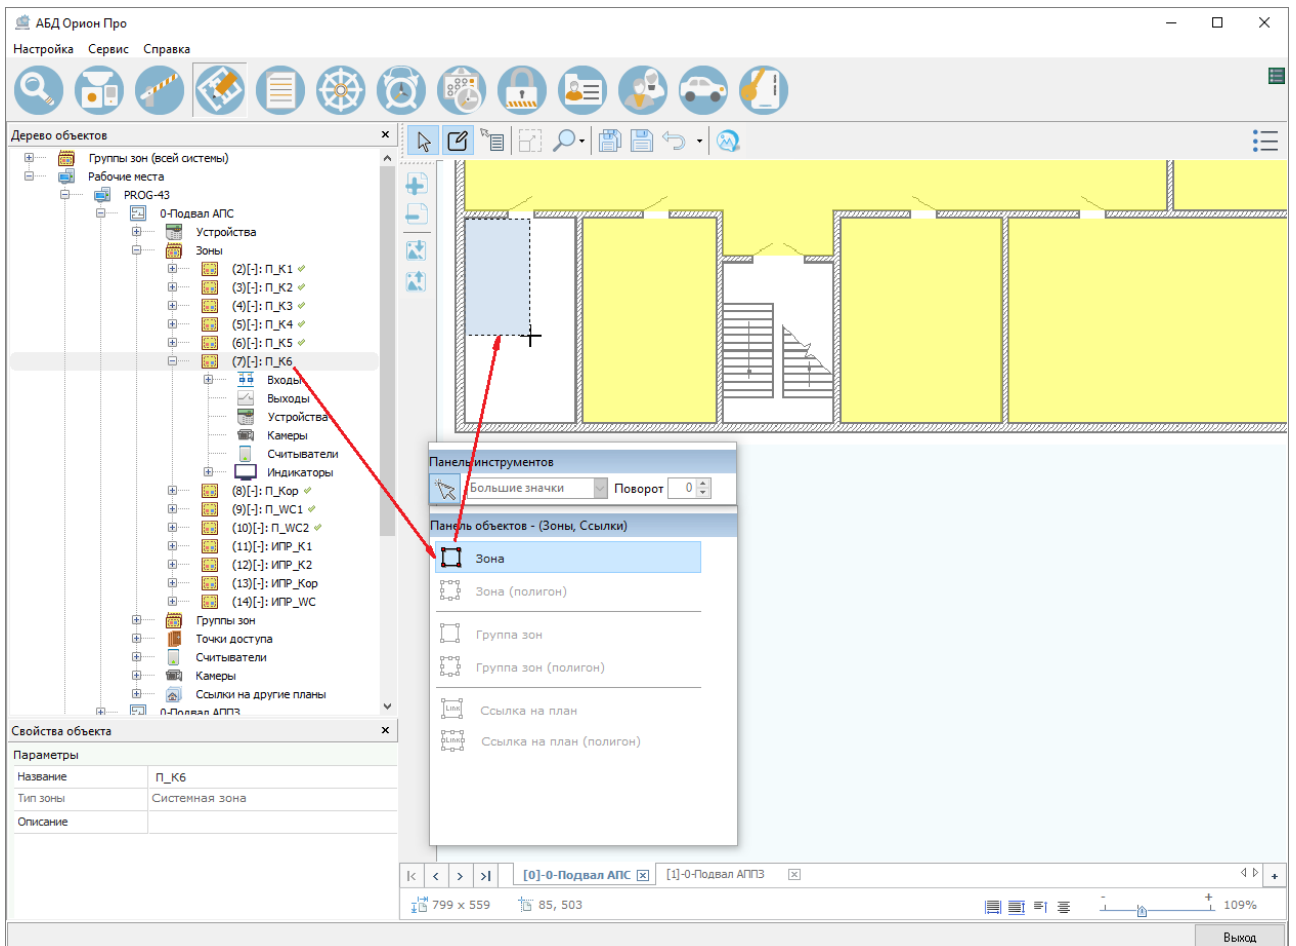 АБД Орион Про
Настройка Сервис Справка
Дерево объектов
Группы зон (всей системы)
Рабочие места
PROG-43
0-Подвал АПС
Устройства
Зоны
(2)[-]: П_К1
(3)[-]: П_К2
(4)[-]: П_К3
(5)[-]: П_К4
(6)[-]: П_К5
(7)[-]: П_К6
Входы
Выходы
Устройства
Камеры
Считыватели
Индикаторы
(8)[-]: П_Кор
(9)[-]: П_WC1
(10)[-]: П_WC2
(11)[-]: ИПР_К1
(12)[-]: ИПР_К2
(13)[-]: ИПР_Кор
(14)[-]: ИПР_WC
Группы зон
Точки доступа
Считыватели
Камеры
Ссылки на другие планы
0-Подвал АППЗ
Свойства объекта
Параметры
Название П_К6
Тип зоны Системная зона
Описание
Панель инструментов
Большие значки Поворот 0
Панель объектов - (Зоны, Ссылки)
Зона
Зона (полигон)
Группа зон
Группа зон (полигон)
Link Ссылка на план
Link Ссылка на план (полигон)
[0]-0-Подвал АПС [1]-0-Подвал АППЗ
799 x 559 85, 503 109%
Выход